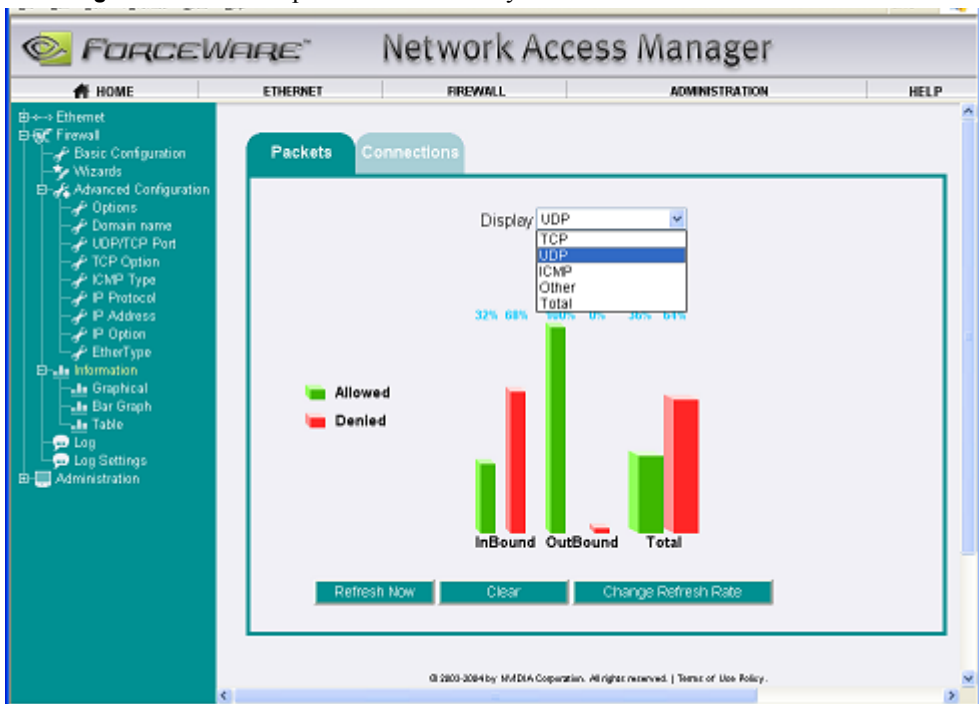 FORCEWARE™ Network Access Manager
HOME ETHERNET FIREWALL ADMINISTRATION HELP
Ethernet
Firewall
Basic Configuration
Wizards
Advanced Configuration
Options
Domain name
UDP/TCP Port
TCP Option
ICMP Type
IP Protocol
IP Address
IP Option
EtherType
Information
Graphical
Bar Graph
Table
Log
Log Settings
Administration
Packets Connections
Display UDP
TCP
UDP
ICMP
Other
Total
32% 68% 100% 0% 36% 64%
Allowed
Denied
InBound OutBound Total
Refresh Now Clear Change Refresh Rate
© 2003-2004 by NVIDIA Corporation. All rights reserved. | Terms of Use Policy.